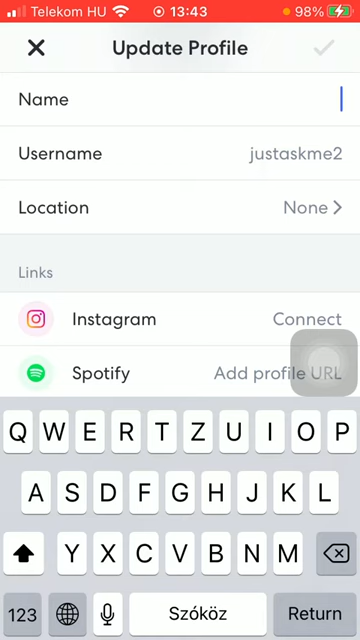 Telekom HU 13:43 98%
Update Profile
Name
Username justaskme2
Location None
Links
Instagram Connect
Spotify Add profile URL
Q W E R T Z U I O P
A S D F G H J K L
Y X C V B N M
123 Szóköz Return